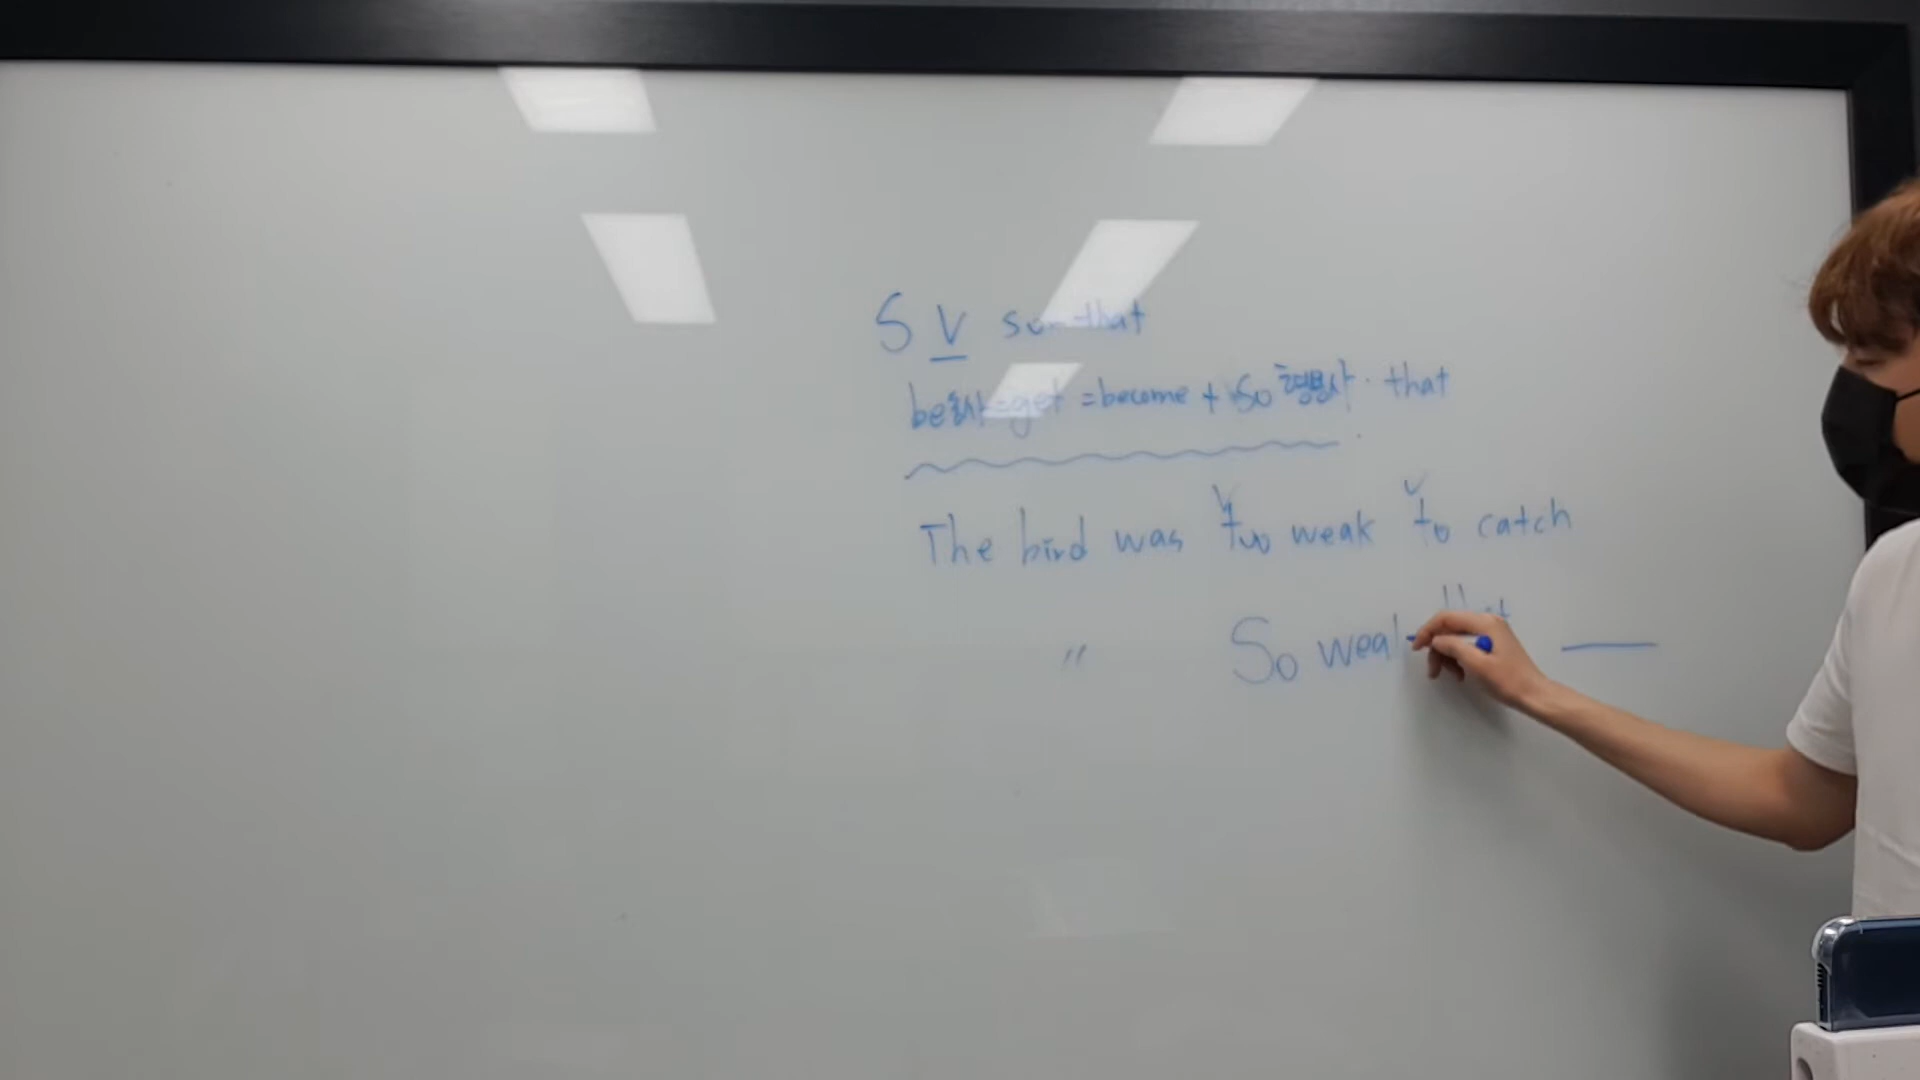 S V so that
be동사=get =become + so 형용사 that
The bird was too weak to catch
" So weak that